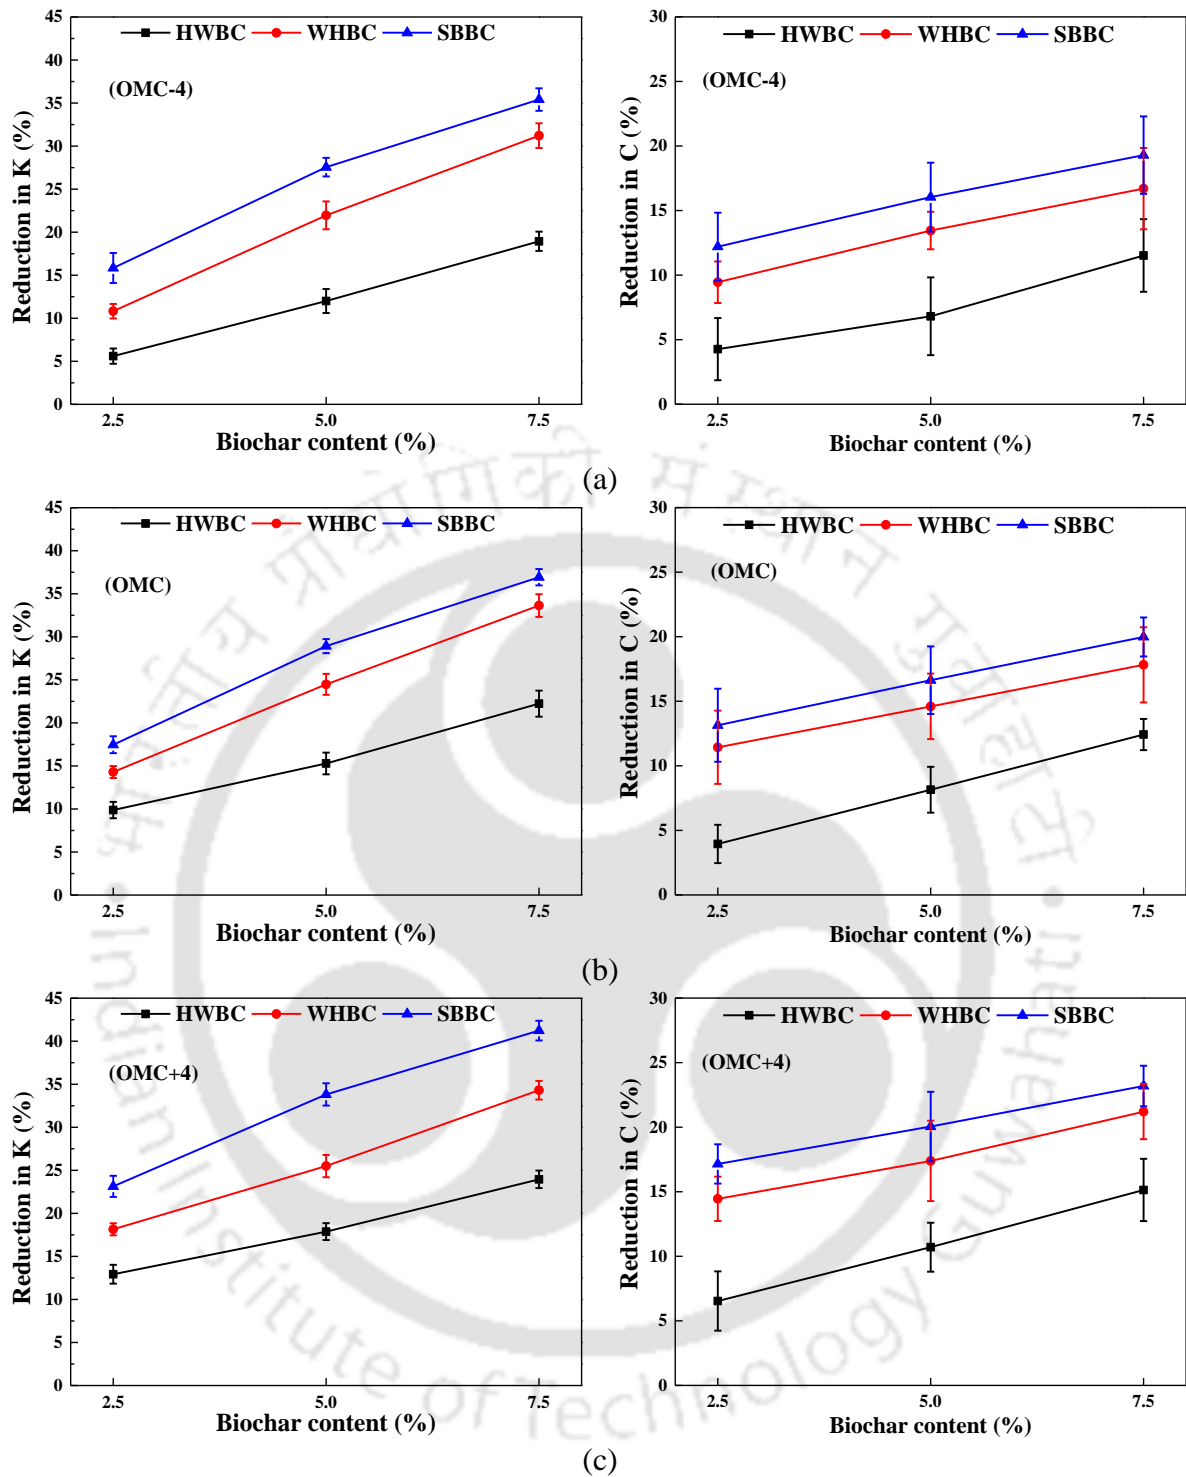 HWBC WHBC SBBC
(OMC-4)
Reduction in K (%)
45
40
35
30
25
20
15
10
5
0
2.5 5.0 7.5
Biochar content (%)
HWBC WHBC SBBC
(OMC-4)
Reduction in C (%)
30
25
20
15
10
5
0
2.5 5.0 7.5
Biochar content (%)
(a)
HWBC WHBC SBBC
(OMC)
Reduction in K (%)
45
40
35
30
25
20
15
10
5
0
2.5 5.0 7.5
Biochar content (%)
HWBC WHBC SBBC
(OMC)
Reduction in C (%)
30
25
20
15
10
5
0
2.5 5.0 7.5
Biochar content (%)
(b)
HWBC WHBC SBBC
(OMC+4)
Reduction in K (%)
45
40
35
30
25
20
15
10
5
0
2.5 5.0 7.5
Biochar content (%)
HWBC WHBC SBBC
(OMC+4)
Reduction in C (%)
30
25
20
15
10
5
0
2.5 5.0 7.5
Biochar content (%)
(c)
Indian Institute of Technology Guwahati